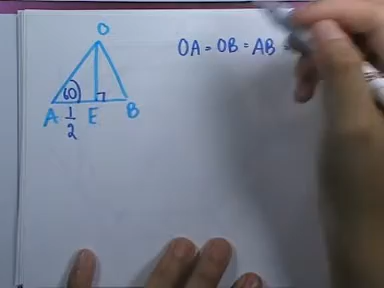 O
OA = OB = AB =
60
A 1/2 E B